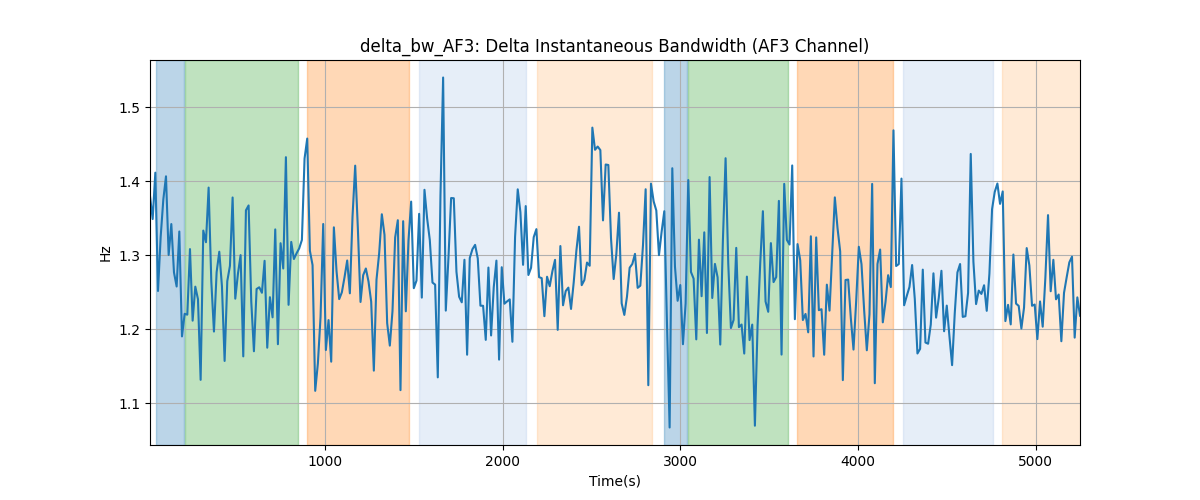 delta_bw_AF3: Delta Instantaneous Bandwidth (AF3 Channel)
1.5
1.4
1.3
1.2
1.1
Hz
1000 2000 3000 4000 5000
Time(s)